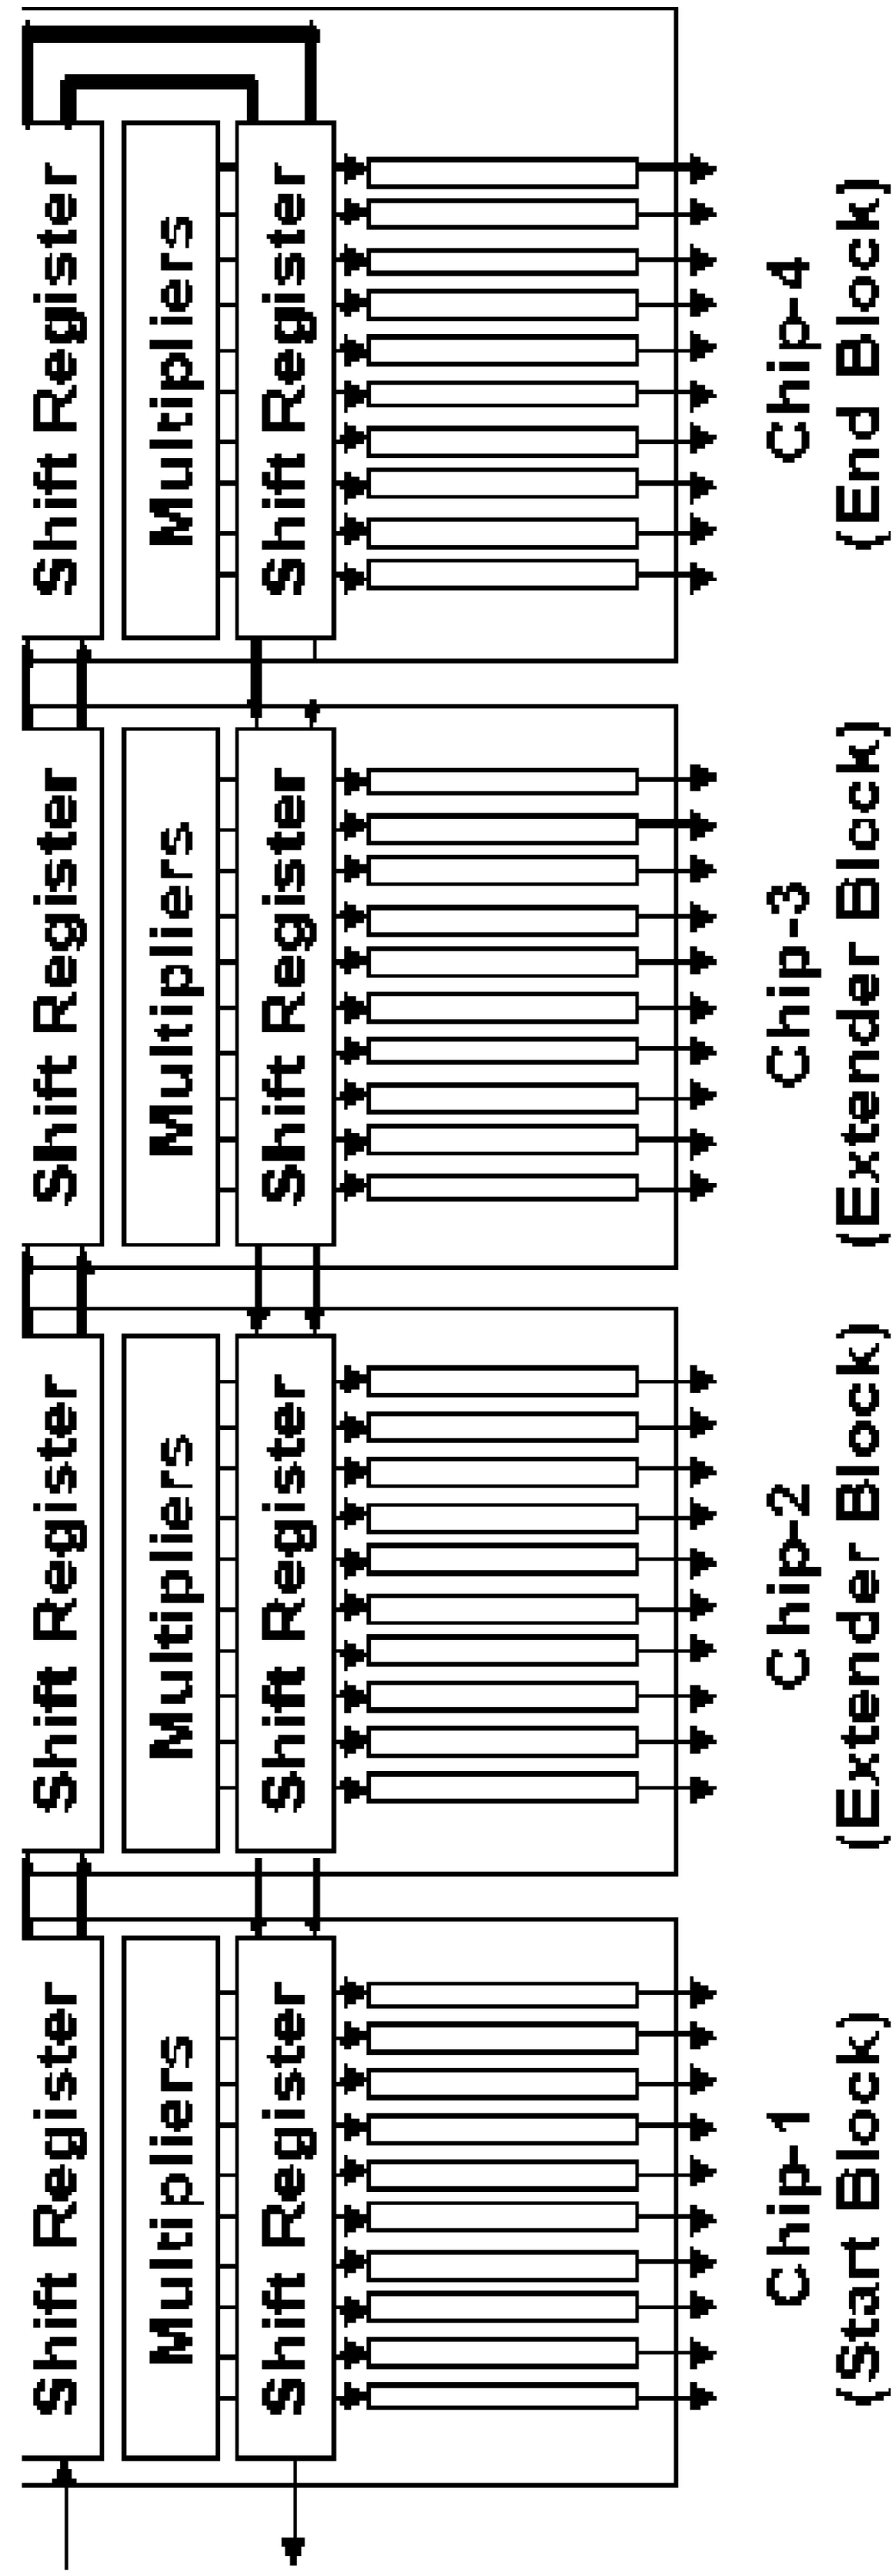 Shift Register
Shift Register
Shift Register
Shift Register
Multipliers
Multipliers
Multipliers
Multipliers
Shift Register
Shift Register
Shift Register
Shift Register
Chip-1
(Start Block)
Chip-2
(Extender Block)
Chip-3
(Extender Block)
Chip-4
(End Block)